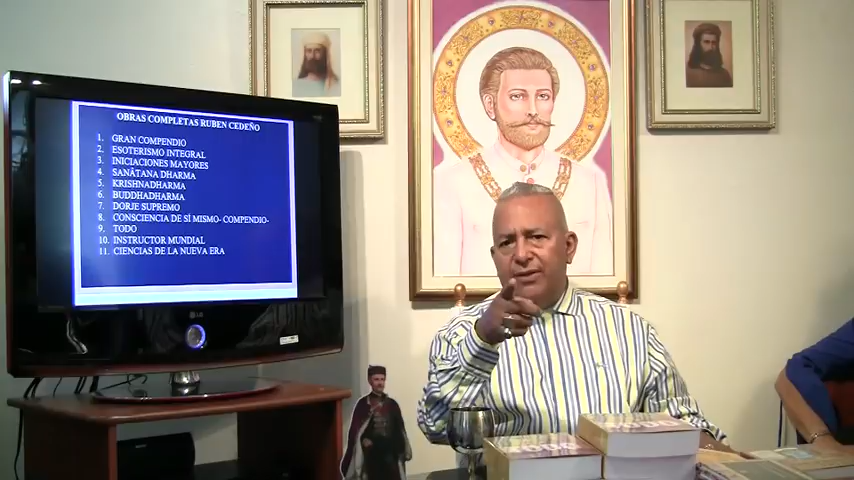 OBRAS COMPLETAS RUBEN CEDEÑO
1. GRAN COMPENDIO
2. ESOTERISMO INTEGRAL
3. INICIACIONES MAYORES
4. SANĀTANA DHARMA
5. KRISHNADHARMA
6. BUDDHADHARMA
7. DORJE SUPREMO
8. CONSCIENCIA DE SÍ MISMO- COMPENDIO-
9. TODO
10. INSTRUCTOR MUNDIAL
11. CIENCIAS DE LA NUEVA ERA
LG
TODO
TODO